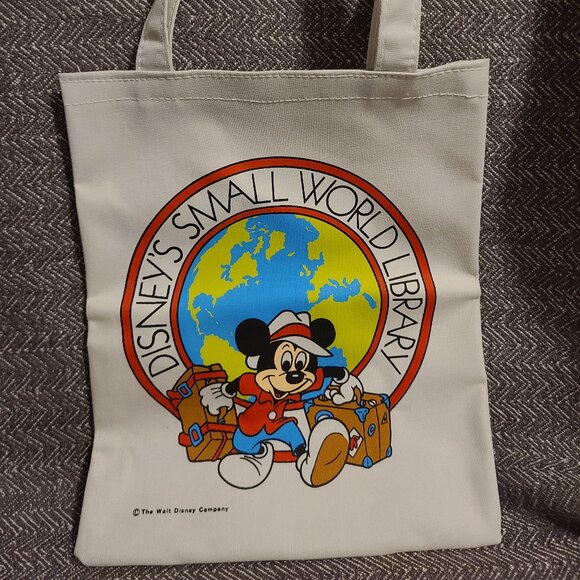 DISNEY'S SMALL WORLD LIBRARY
© The Walt Disney Company